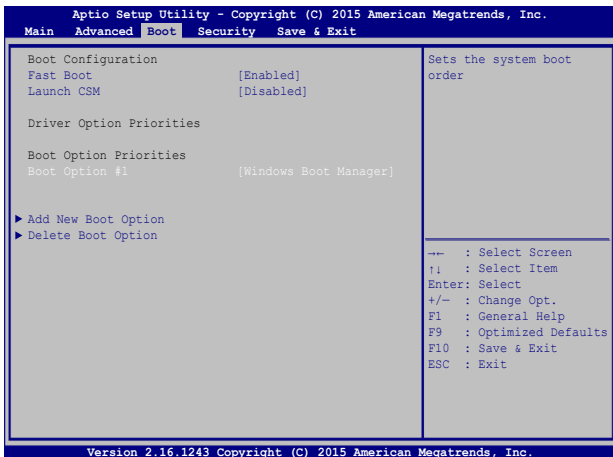 Aptio Setup Utility - Copyright (C) 2015 American Megatrends, Inc.
Main Advanced Boot Security Save & Exit
Boot Configuration
Fast Boot [Enabled]
Launch CSM [Disabled]
Driver Option Priorities
Boot Option Priorities
Boot Option #1 [Windows Boot Manager]
▶ Add New Boot Option
▶ Delete Boot Option
Sets the system boot
order
→← : Select Screen
↑↓ : Select Item
Enter: Select
+/— : Change Opt.
F1 : General Help
F9 : Optimized Defaults
F10 : Save & Exit
ESC : Exit
Version 2.16.1243 Copyright (C) 2015 American Megatrends, Inc.